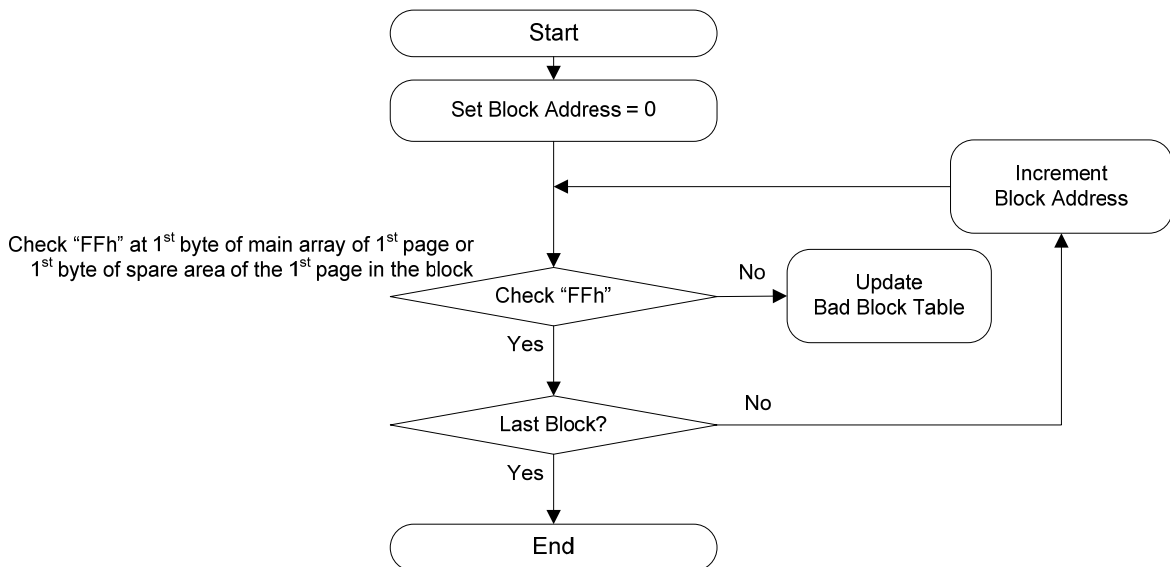 Start
Set Block Address = 0
Increment
Block Address
Check “FFh” at 1st byte of main array of 1st page or
1st byte of spare area of the 1st page in the block
Check “FFh”
No
Update
Bad Block Table
Yes
Last Block?
No
Yes
End